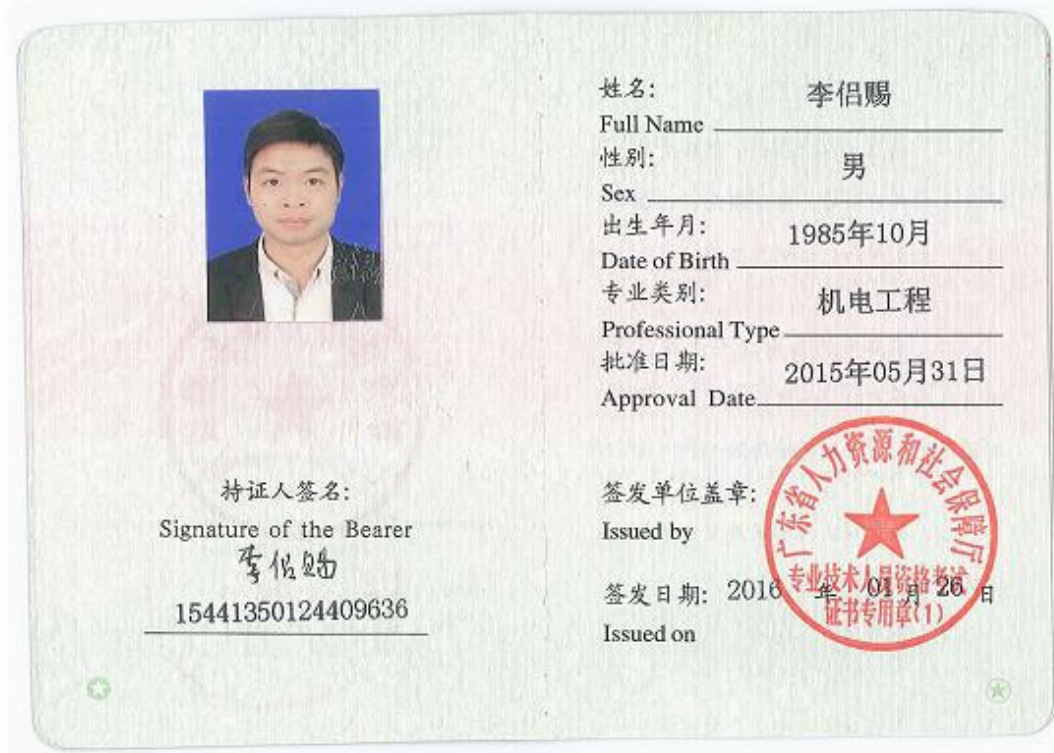 持证人签名:
Signature of the Bearer
李侣赐
15441350124409636
姓名: 李侣赐
Full Name
性别: 男
Sex
出生年月: 1985年10月
Date of Birth
专业类别: 机电工程
Professional Type
批准日期: 2015年05月31日
Approval Date
签发单位盖章:
Issued by
广东省人力资源和社会保障厅
专业技术人员资格考试
证书专用章(1)
签发日期: 2016 年 01 月 26 日
Issued on